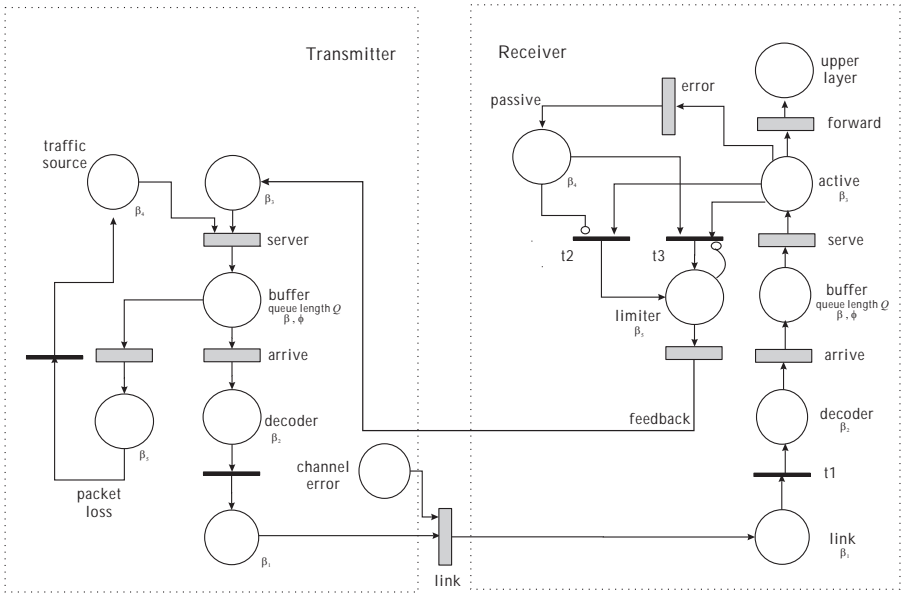 Transmitter
Receiver
traffic
source
β₄
β₃
server
buffer
queue length Q
β , ϕ
arrive
decoder
β₂
β₅
packet
loss
β₁
channel
error
link
feedback
passive
β₄
error
upper
layer
forward
active
β₅
t2
t3
limiter
β₃
serve
buffer
queue length Q
β , ϕ
arrive
decoder
β₂
t1
link
β₁